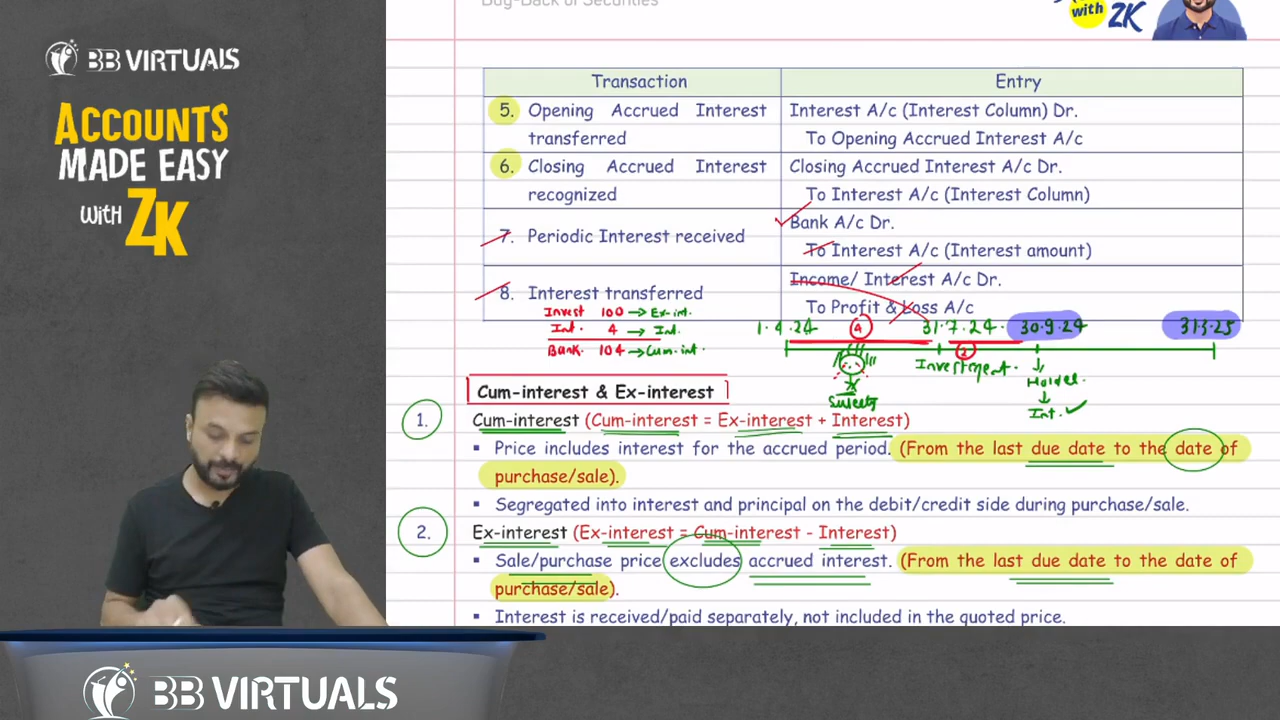 Buy-Back of Securities
with
ZK
BB VIRTUALS
ACCOUNTS
MADE EASY
WITH ZK
Transaction Entry
5. Opening Accrued Interest transferred
Interest A/c (Interest Column) Dr.
To Opening Accrued Interest A/c
6. Closing Accrued Interest recognized
Closing Accrued Interest A/c Dr.
To Interest A/c (Interest Column)
7. Periodic Interest received
Bank A/c Dr.
To Interest A/c (Interest amount)
8. Interest transferred
Income/ Interest A/c Dr.
To Profit & Loss A/c
Invest 100 → Ex-int.
Int. 4 → Int.
Bank. 104 → Cum-int.
1.4.24 4 31.7.24. 30.9.24 31.3.25
2
Investment.
Holder
Int. ✓
Cum-interest & Ex-interest
1. Cum-interest (Cum-interest = Ex-interest + Interest)
▪ Price includes interest for the accrued period. (From the last due date to the date of
purchase/sale).
▪ Segregated into interest and principal on the debit/credit side during purchase/sale.
2. Ex-interest (Ex-interest = Cum-interest - Interest)
▪ Sale/purchase price excludes accrued interest. (From the last due date to the date of
purchase/sale).
▪ Interest is received/paid separately, not included in the quoted price.
BB VIRTUALS